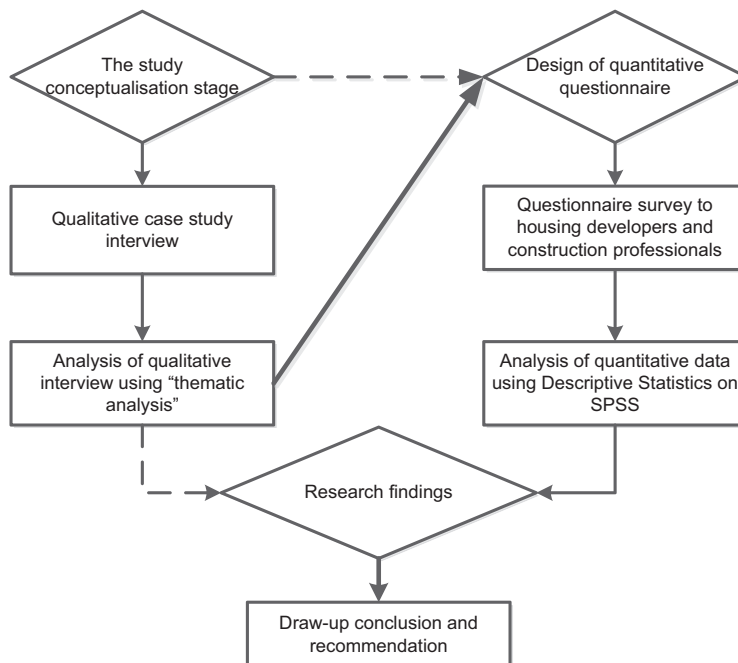 The study
conceptualisation stage
Design of quantitative
questionnaire
Qualitative case study
interview
Questionnaire survey to
housing developers and
construction professionals
Analysis of qualitative
interview using “thematic
analysis”
Analysis of quantitative data
using Descriptive Statistics on
SPSS
Research findings
Draw-up conclusion and
recommendation